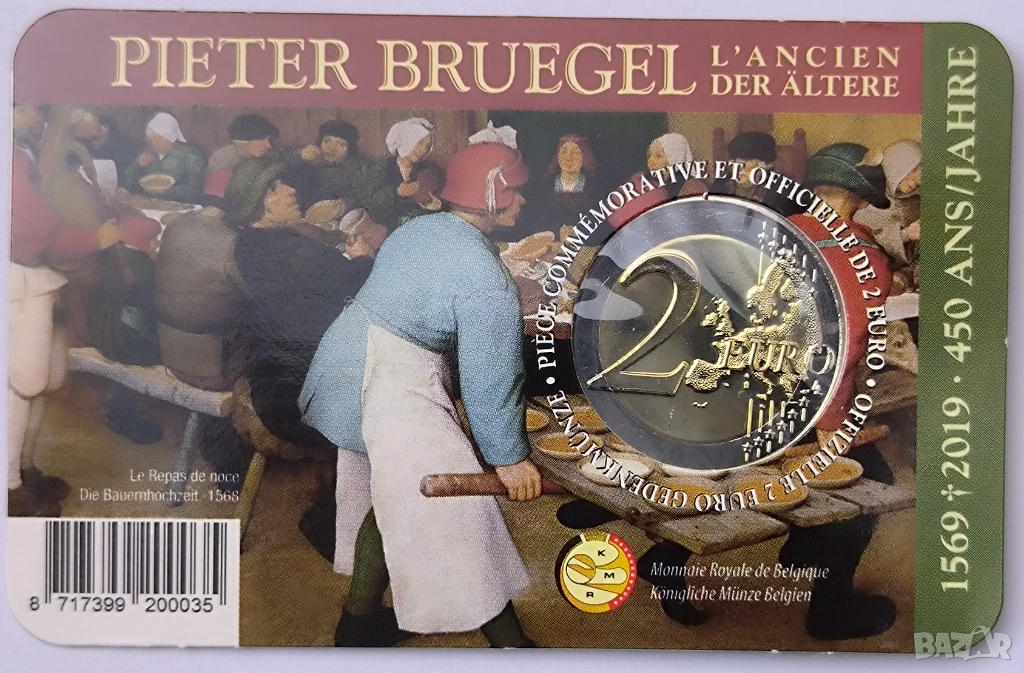 PIETER BRUEGEL
L'ANCIEN
DER ÄLTERE
1569 † 2019 · 450 ANS/JAHRE
• PIÈCE COMMÉMORATIVE ET OFFICIELLE DE 2 EURO • OFFIZIELLE 2 EURO GEDENKMÜNZE
2 EURO
Le Repas de noce
Die Bauernhochzeit · 1568
8 717399 200035
KMR
Monnaie Royale de Belgique
Königliche Münze Belgien
BAZAR